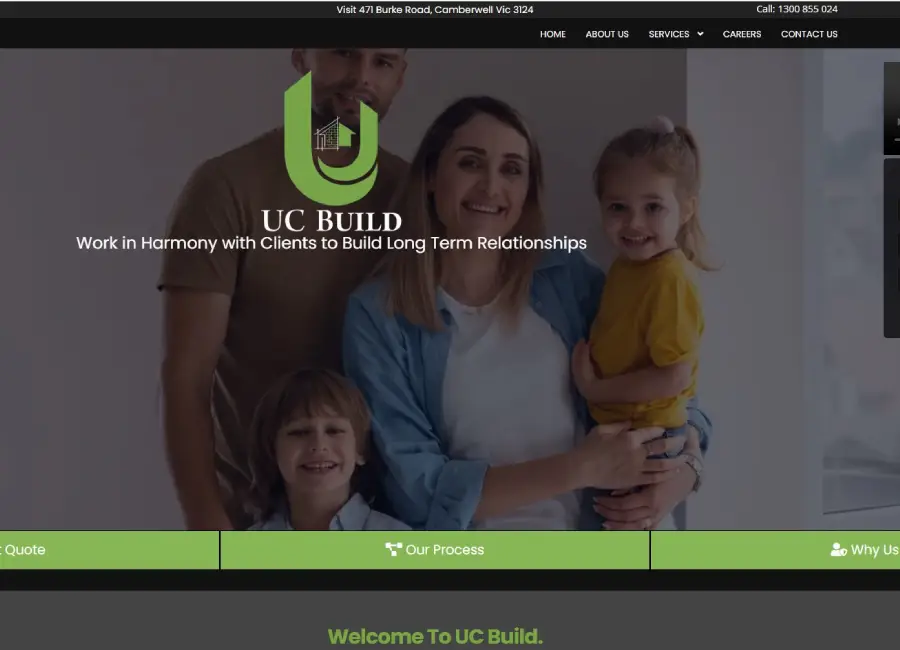 Visit 471 Burke Road, Camberwell Vic 3124
Call: 1300 855 024
HOME ABOUT US SERVICES CAREERS CONTACT US
UC BUILD
Work in Harmony with Clients to Build Long Term Relationships
Quote
Our Process
Why Us
Welcome To UC Build.